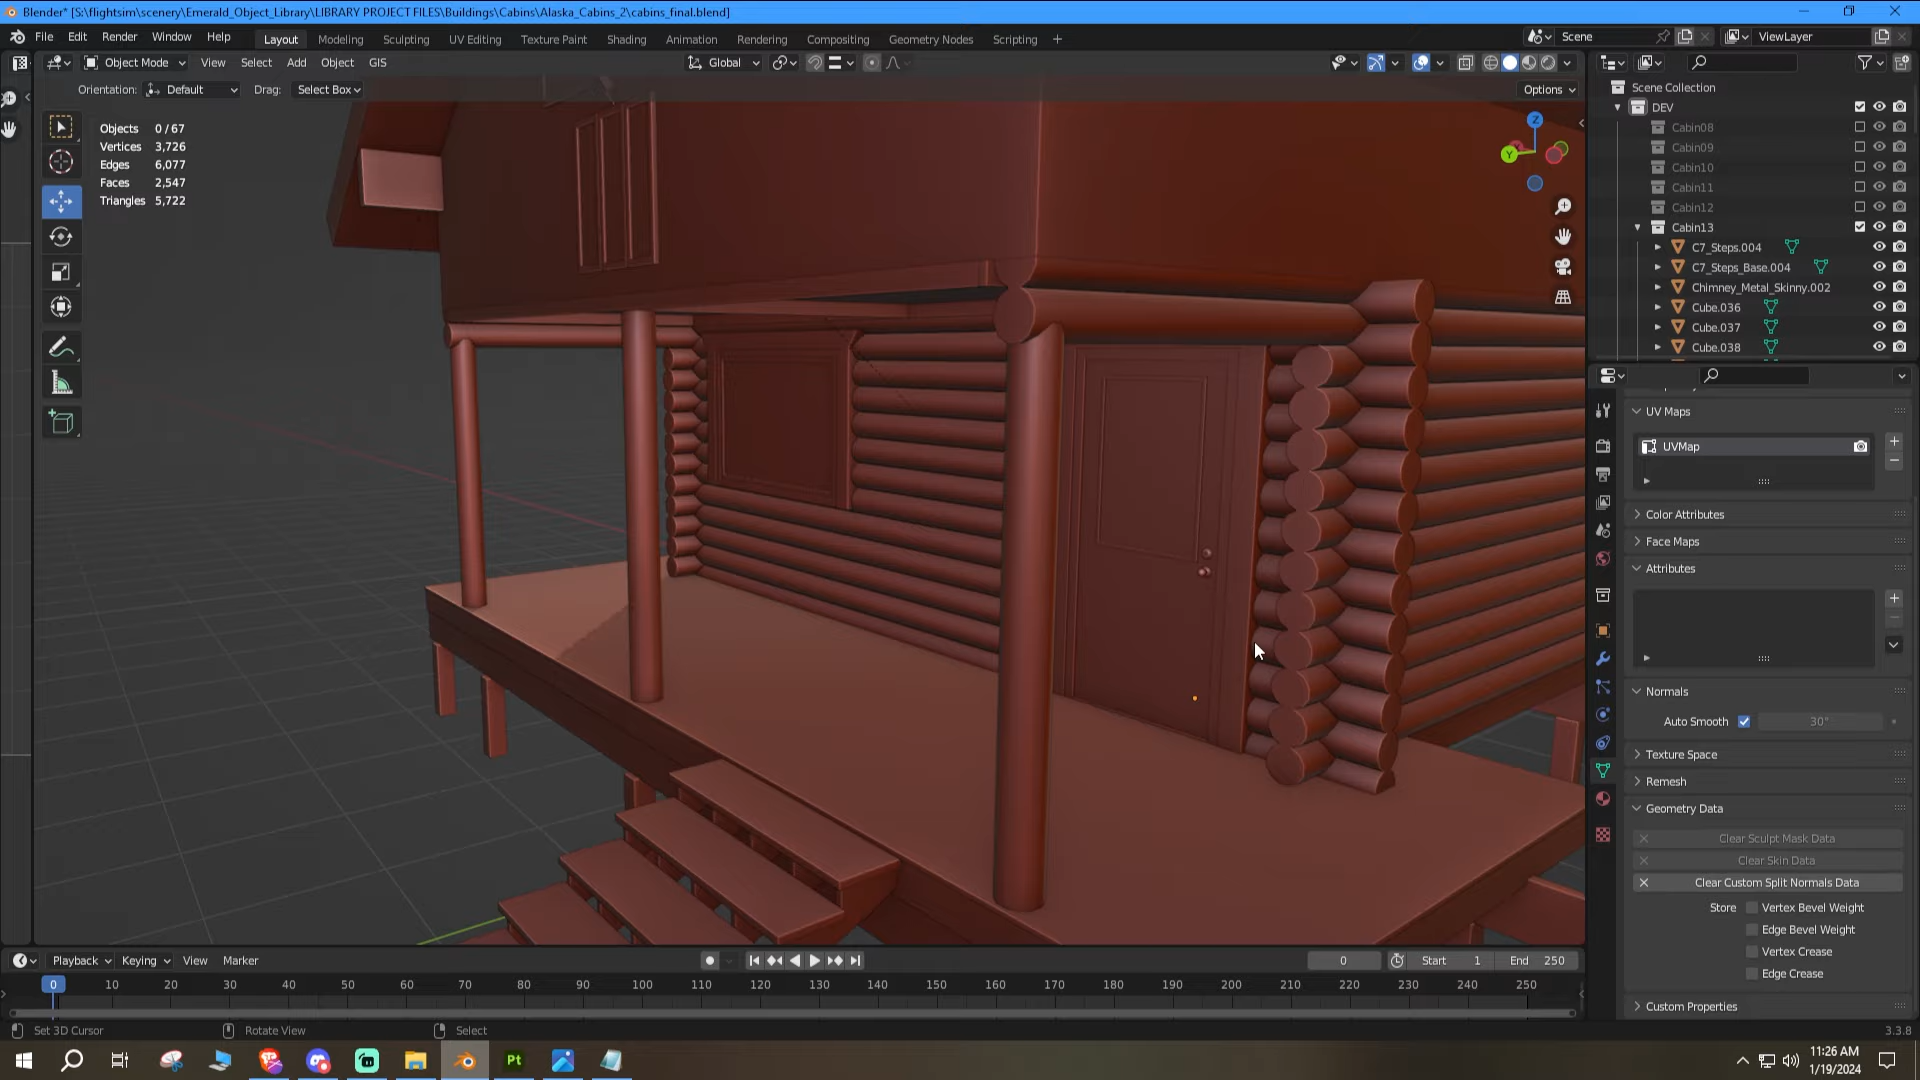 Blender* [S:\flightsim\scenery\Emerald_Object_Library\LIBRARY PROJECT FILES\Buildings\Cabins\Alaska_Cabins_2\cabins_final.blend]
File Edit Render Window Help Layout Modeling Sculpting UV Editing Texture Paint Shading Animation Rendering Compositing Geometry Nodes Scripting Scene ViewLayer
Object Mode View Select Add Object GIS Global
Orientation: Default Drag: Select Box Options
Objects 0 / 67
Vertices 3,726
Edges 6,077
Faces 2,547
Triangles 5,722
Z
Y
Scene Collection
DEV
Cabin08
Cabin09
Cabin10
Cabin11
Cabin12
Cabin13
C7_Steps.004
C7_Steps_Base.004
Chimney_Metal_Skinny.002
Cube.036
Cube.037
Cube.038
UV Maps
UVMap
Color Attributes
Face Maps
Attributes
Normals
Auto Smooth 30°
Texture Space
Remesh
Geometry Data
Clear Sculpt Mask Data
Clear Skin Data
Clear Custom Split Normals Data
Store Vertex Bevel Weight
Edge Bevel Weight
Vertex Crease
Edge Crease
Custom Properties
Playback Keying View Marker 0 Start 1 End 250
0 10 20 30 40 50 60 70 80 90 100 110 120 130 140 150 160 170 180 190 200 210 220 230 240 250
Set 3D Cursor Rotate View Select 3.3.8
Pt
11:26 AM
1/19/2024